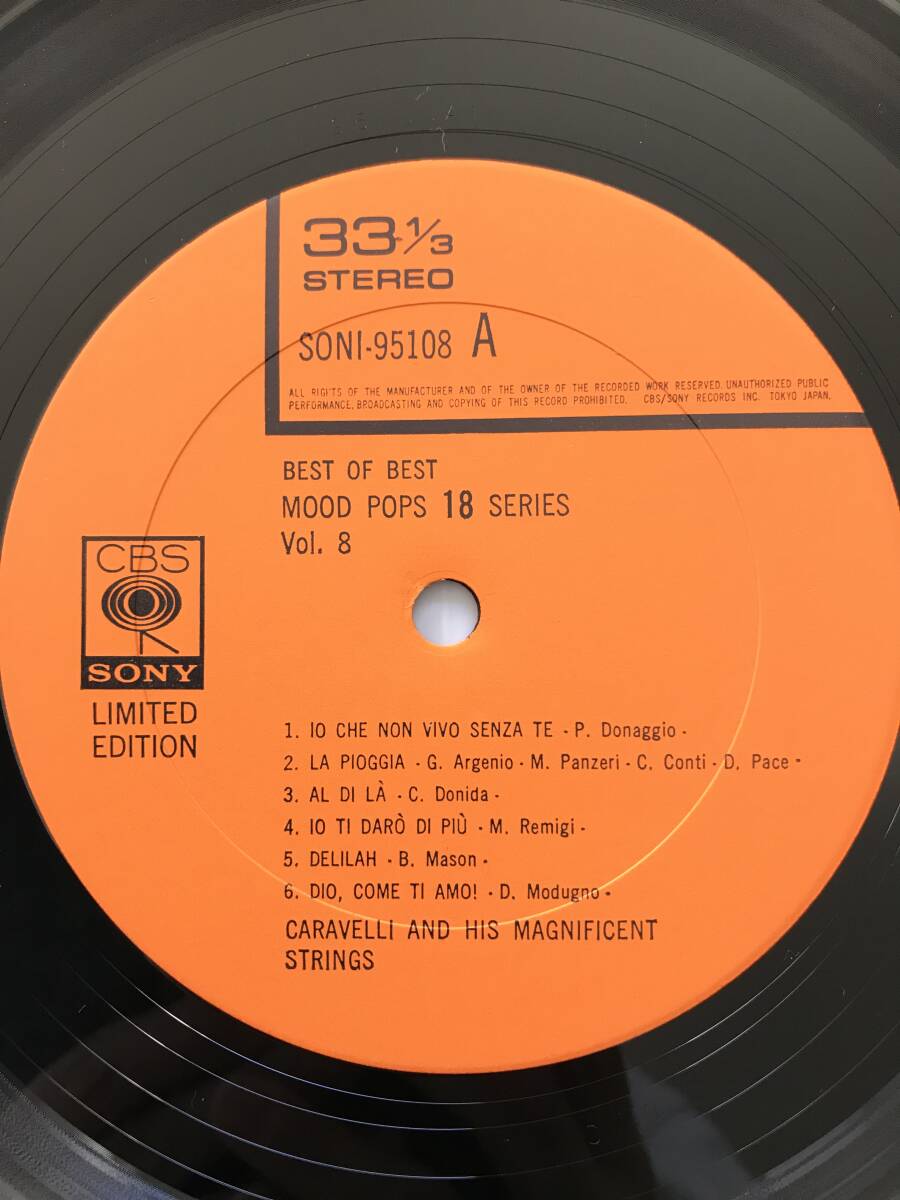 33 1/3
STEREO
SONI-95108 A
ALL RIGHTS OF THE MANUFACTURER AND OF THE OWNER OF THE RECORDED WORK RESERVED. UNAUTHORIZED PUBLIC
PERFORMANCE, BROADCASTING AND COPYING OF THIS RECORD PROHIBITED. CBS/SONY RECORDS INC. TOKYO JAPAN.
BEST OF BEST
MOOD POPS 18 SERIES
Vol. 8
CBS
SONY
LIMITED
EDITION
1. IO CHE NON VIVO SENZA TE - P. Donaggio -
2. LA PIOGGIA - G. Argenio - M. Panzeri - C. Conti - D. Pace -
3. AL DI LÀ - C. Donida -
4. IO TI DARÒ DI PIÙ - M. Remigi -
5. DELILAH - B. Mason -
6. DIO, COME TI AMO! - D. Modugno -
CARAVELLI AND HIS MAGNIFICENT
STRINGS